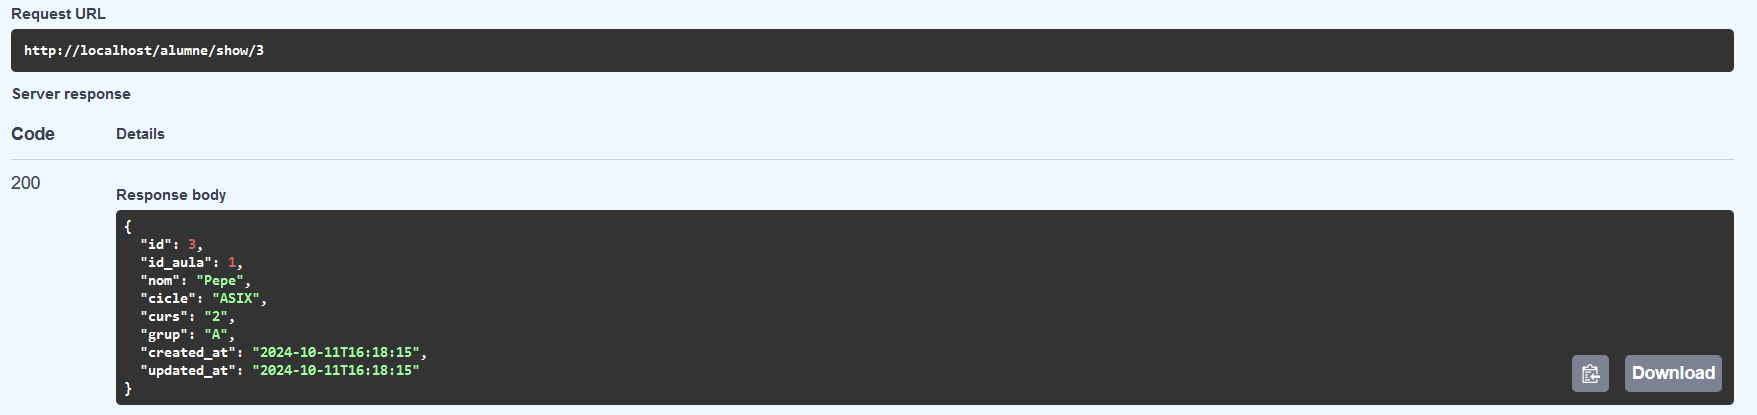 Request URL
http://localhost/alumne/show/3
Server response
Code Details
200
Response body
{
"id": 3,
"id_aula": 1,
"nom": "Pepe",
"cicle": "ASIX",
"curs": "2",
"grup": "A",
"created_at": "2024-10-11T16:18:15",
"updated_at": "2024-10-11T16:18:15"
}
Download